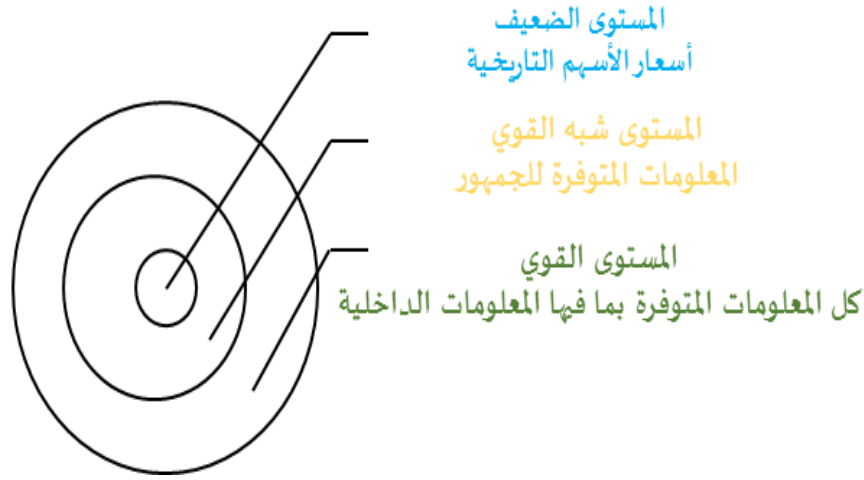 المستوى الضعيف
أسعار الأسهم التاريخية
المستوى شبه القوي
المعلومات المتوفرة للجمهور
المستوى القوي
كل المعلومات المتوفرة بما فيها المعلومات الداخلية